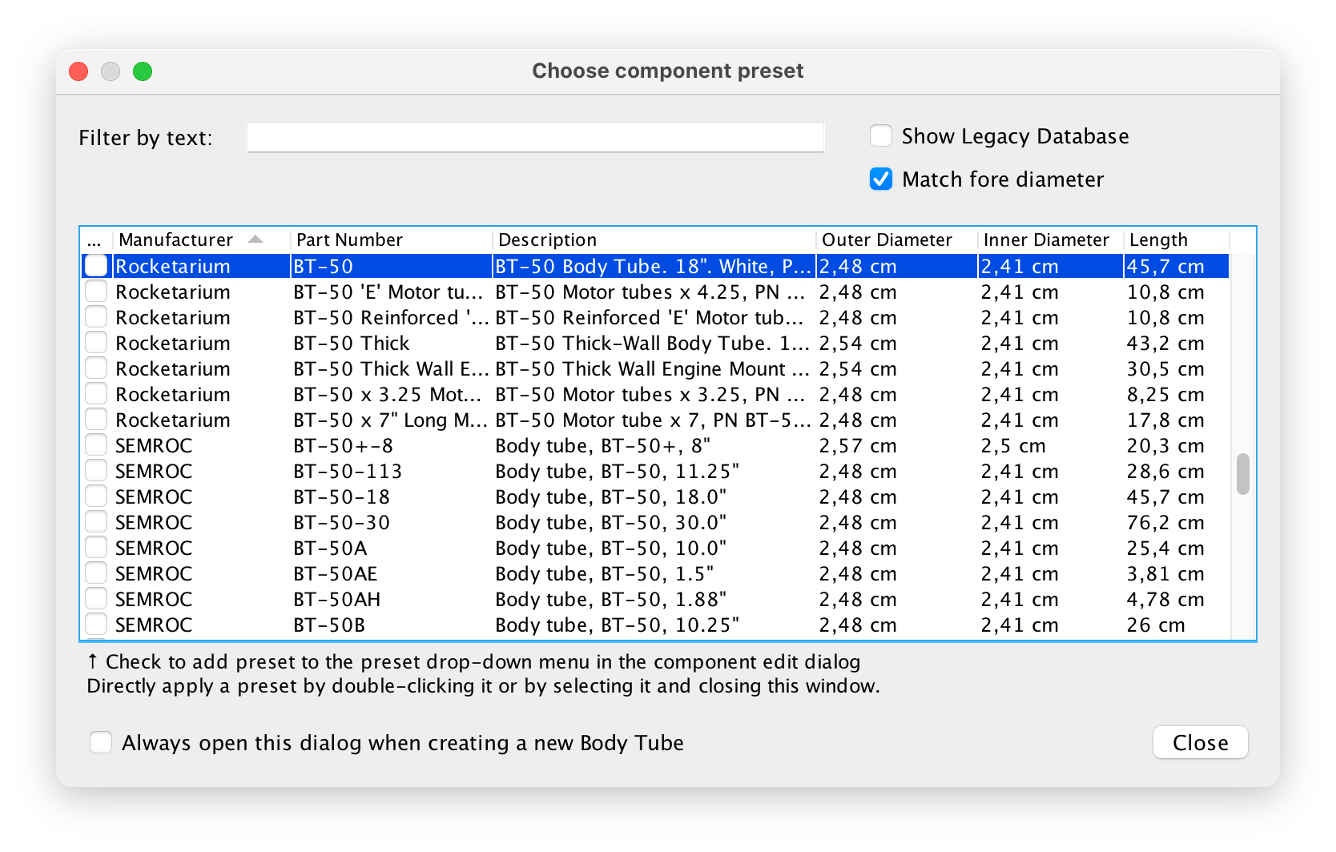 Choose component preset
Filter by text:
Show Legacy Database
Match fore diameter
... Manufacturer Part Number Description Outer Diameter Inner Diameter Length
Rocketarium BT-50 BT-50 Body Tube. 18". White, P... 2,48 cm 2,41 cm 45,7 cm
Rocketarium BT-50 'E' Motor tu... BT-50 Motor tubes x 4.25, PN ... 2,48 cm 2,41 cm 10,8 cm
Rocketarium BT-50 Reinforced '... BT-50 Reinforced 'E' Motor tub... 2,48 cm 2,41 cm 10,8 cm
Rocketarium BT-50 Thick BT-50 Thick-Wall Body Tube. 1... 2,54 cm 2,41 cm 43,2 cm
Rocketarium BT-50 Thick Wall E... BT-50 Thick Wall Engine Mount ... 2,54 cm 2,41 cm 30,5 cm
Rocketarium BT-50 x 3.25 Mot... BT-50 Motor tubes x 3.25, PN ... 2,48 cm 2,41 cm 8,25 cm
Rocketarium BT-50 x 7" Long M... BT-50 Motor tube x 7, PN BT-5... 2,48 cm 2,41 cm 17,8 cm
SEMROC BT-50+-8 Body tube, BT-50+, 8" 2,57 cm 2,5 cm 20,3 cm
SEMROC BT-50-113 Body tube, BT-50, 11.25" 2,48 cm 2,41 cm 28,6 cm
SEMROC BT-50-18 Body tube, BT-50, 18.0" 2,48 cm 2,41 cm 45,7 cm
SEMROC BT-50-30 Body tube, BT-50, 30.0" 2,48 cm 2,41 cm 76,2 cm
SEMROC BT-50A Body tube, BT-50, 10.0" 2,48 cm 2,41 cm 25,4 cm
SEMROC BT-50AE Body tube, BT-50, 1.5" 2,48 cm 2,41 cm 3,81 cm
SEMROC BT-50AH Body tube, BT-50, 1.88" 2,48 cm 2,41 cm 4,78 cm
SEMROC BT-50B Body tube, BT-50, 10.25" 2,48 cm 2,41 cm 26 cm
↑ Check to add preset to the preset drop-down menu in the component edit dialog
Directly apply a preset by double-clicking it or by selecting it and closing this window.
Always open this dialog when creating a new Body Tube
Close